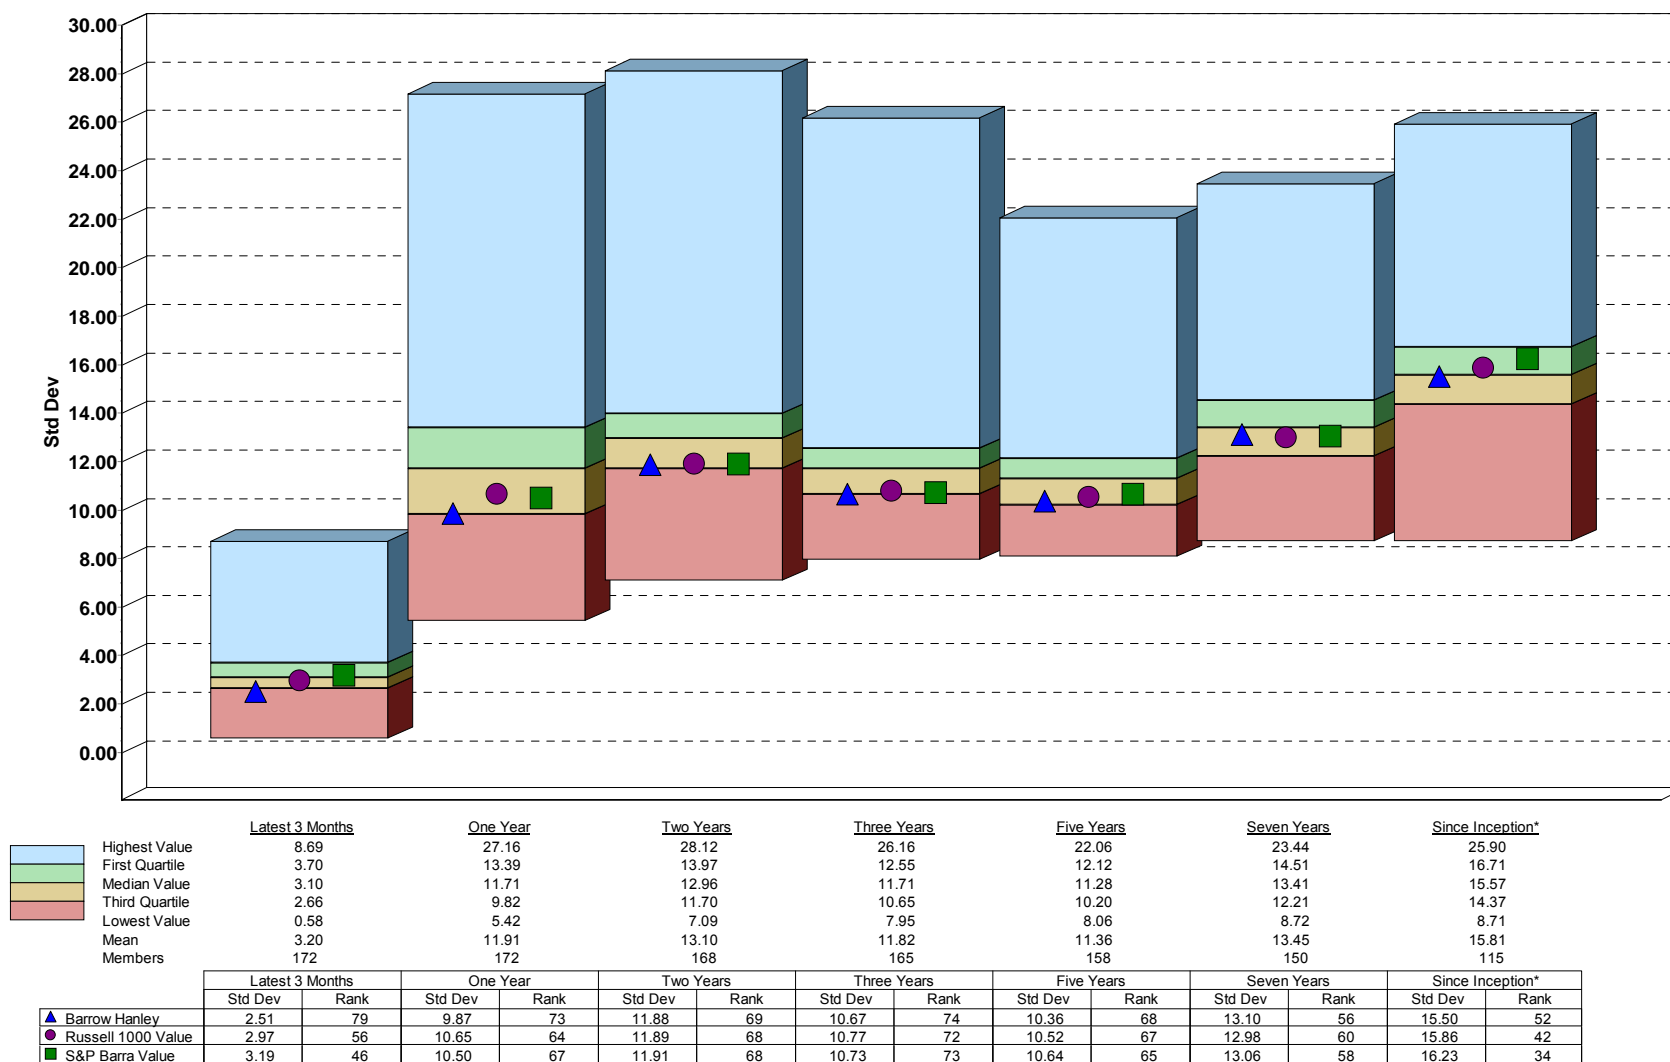 30.00
28.00
26.00
24.00
22.00
20.00
18.00
16.00
14.00
12.00
10.00
8.00
6.00
4.00
2.00
0.00
Std Dev
Latest 3 Months One Year Two Years Three Years Five Years Seven Years Since Inception*
Highest Value 8.69 27.16 28.12 26.16 22.06 23.44 25.90
First Quartile 3.70 13.39 13.97 12.55 12.12 14.51 16.71
Median Value 3.10 11.71 12.96 11.71 11.28 13.41 15.57
Third Quartile 2.66 9.82 11.70 10.65 10.20 12.21 14.37
Lowest Value 0.58 5.42 7.09 7.95 8.06 8.72 8.71
Mean 3.20 11.91 13.10 11.82 11.36 13.45 15.81
Members 172 172 168 165 158 150 115
Latest 3 Months One Year Two Years Three Years Five Years Seven Years Since Inception*
Std Dev Rank Std Dev Rank Std Dev Rank Std Dev Rank Std Dev Rank Std Dev Rank Std Dev Rank
Barrow Hanley 2.51 79 9.87 73 11.88 69 10.67 74 10.36 68 13.10 56 15.50 52
Russell 1000 Value 2.97 56 10.65 64 11.89 68 10.77 72 10.52 67 12.98 60 15.86 42
S&P Barra Value 3.19 46 10.50 67 11.91 68 10.73 73 10.64 65 13.06 58 16.23 34